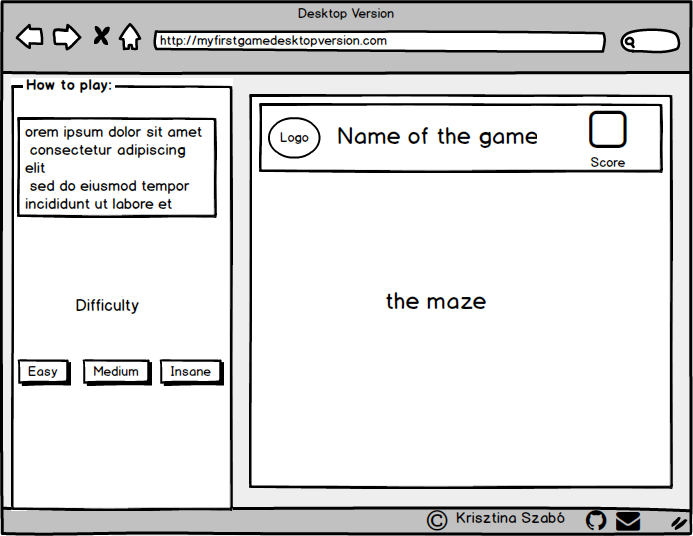 Desktop Version
http://myfirstgamedesktopversion.com
How to play:
orem ipsum dolor sit amet
consectetur adipiscing
elit
sed do eiusmod tempor
incididunt ut labore et
Difficulty
Easy
Medium
Insane
Logo
Name of the game
Score
the maze
© Krisztina Szabó